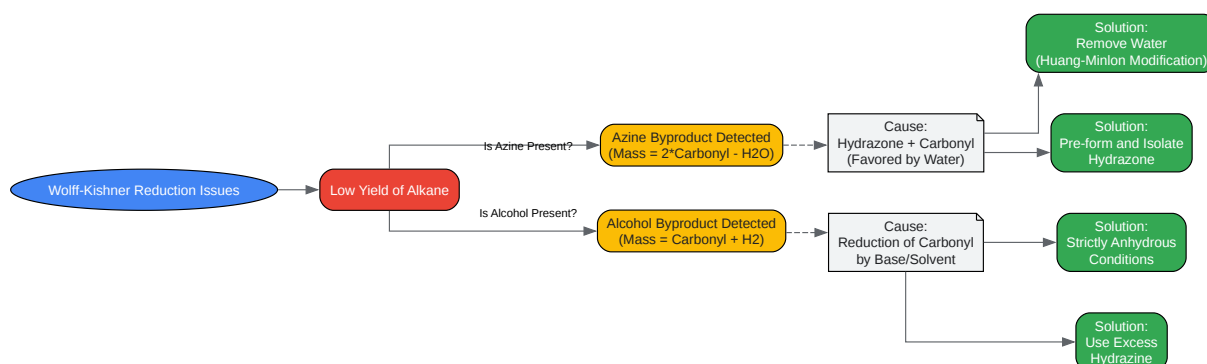 Wolff-Kishner Reduction Issues
Low Yield of Alkane
Is Azine Present?
Azine Byproduct Detected
(Mass = 2*Carbonyl - H2O)
Cause:
Hydrazone + Carbonyl
(Favored by Water)
Solution:
Remove Water
(Huang-Minlon Modification)
Solution:
Pre-form and Isolate
Hydrazone
Is Alcohol Present?
Alcohol Byproduct Detected
(Mass = Carbonyl + H2)
Cause:
Reduction of Carbonyl
by Base/Solvent
Solution:
Strictly Anhydrous
Conditions
Solution:
Use Excess
Hydrazine